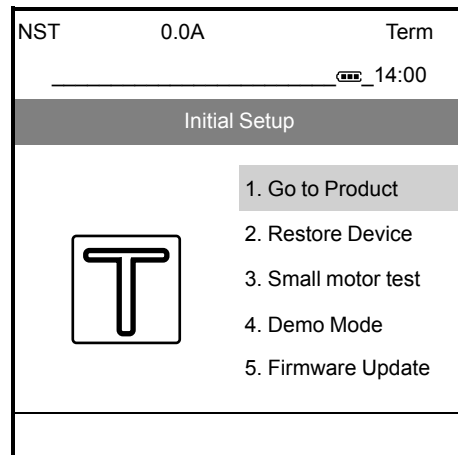 NST 0.0A Term
14:00
Initial Setup
1. Go to Product
2. Restore Device
3. Small motor test
4. Demo Mode
5. Firmware Update
T